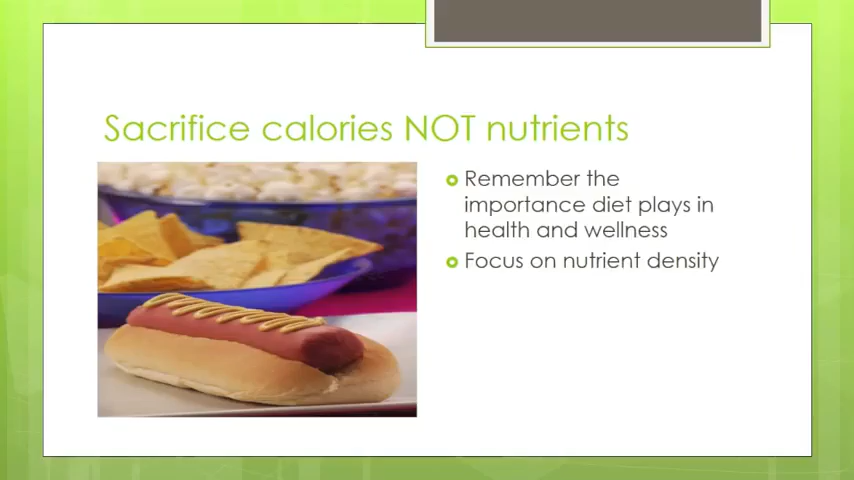 Sacrifice calories NOT nutrients
Remember the
importance diet plays in
health and wellness
Focus on nutrient density